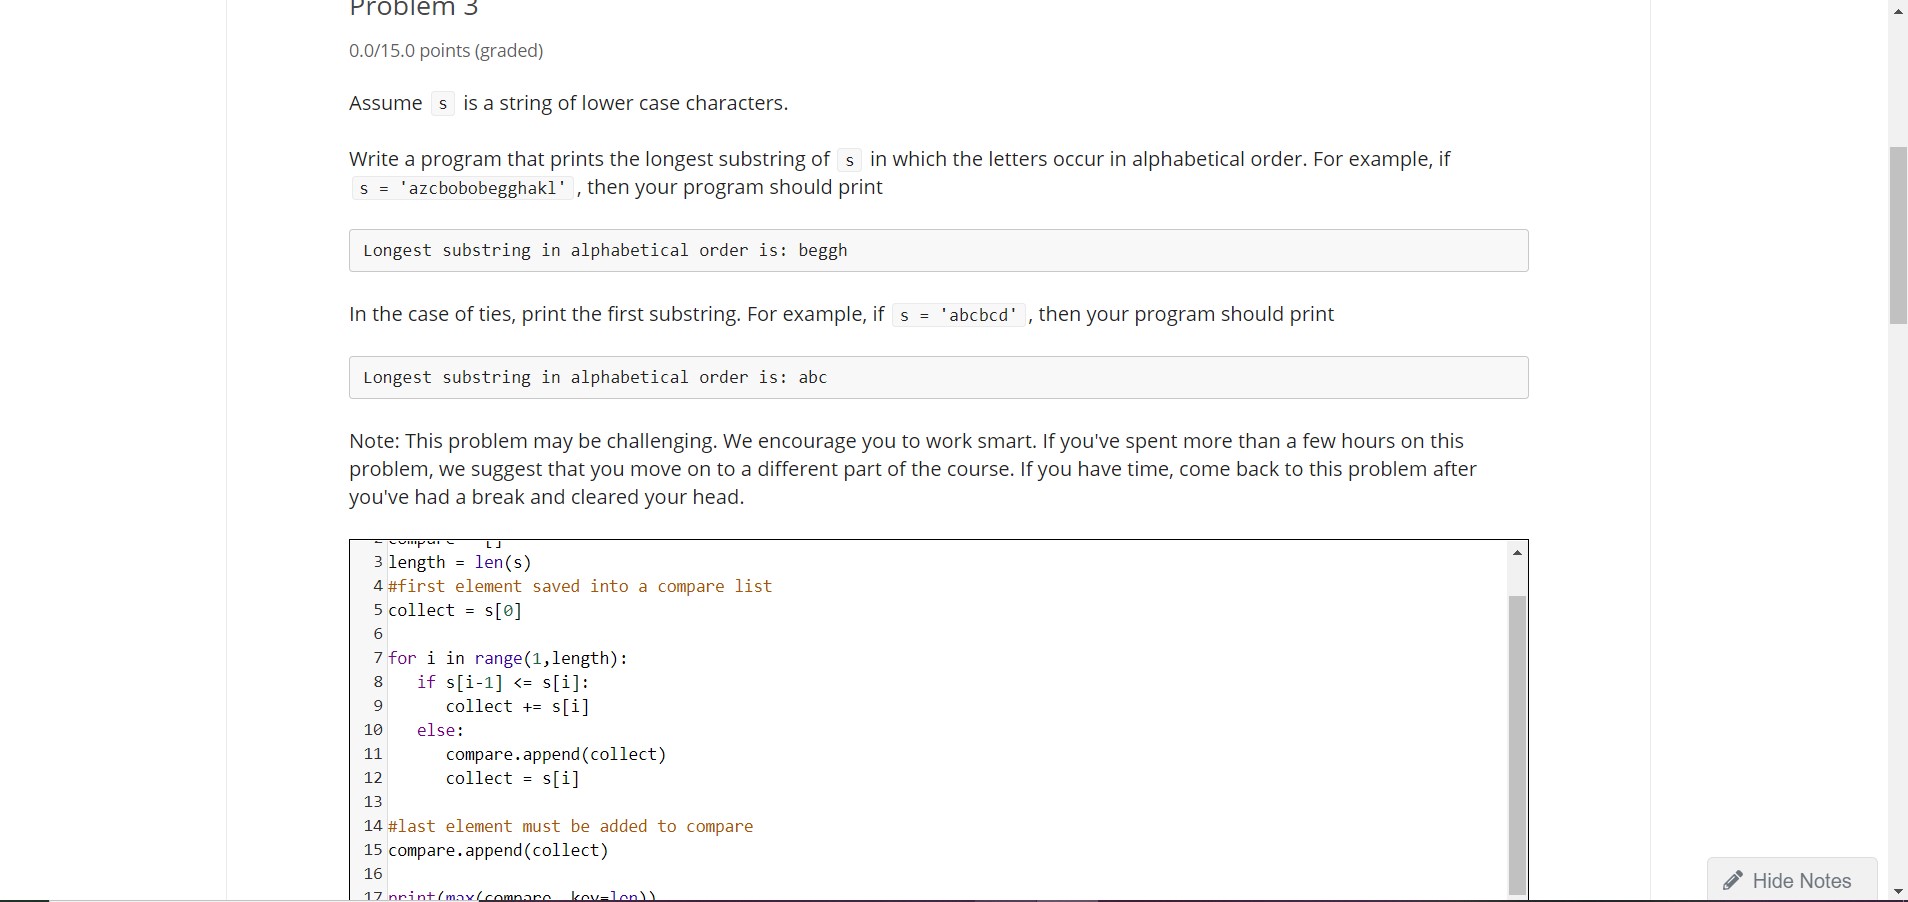 Problem 3
0.0/15.0 points (graded)
Assume s is a string of lower case characters.
Write a program that prints the longest substring of s in which the letters occur in alphabetical order. For example, if
s = 'azcbobobegghakl' , then your program should print
Longest substring in alphabetical order is: beggh
In the case of ties, print the first substring. For example, if s = 'abcbcd' , then your program should print
Longest substring in alphabetical order is: abc
Note: This problem may be challenging. We encourage you to work smart. If you've spent more than a few hours on this
problem, we suggest that you move on to a different part of the course. If you have time, come back to this problem after
you've had a break and cleared your head.
2 compare = []
3 length = len(s)
4 #first element saved into a compare list
5 collect = s[0]
6
7 for i in range(1,length):
8 if s[i-1] <= s[i]:
9 collect += s[i]
10 else:
11 compare.append(collect)
12 collect = s[i]
13
14 #last element must be added to compare
15 compare.append(collect)
16
17 print(max(compare, key=len))
Hide Notes